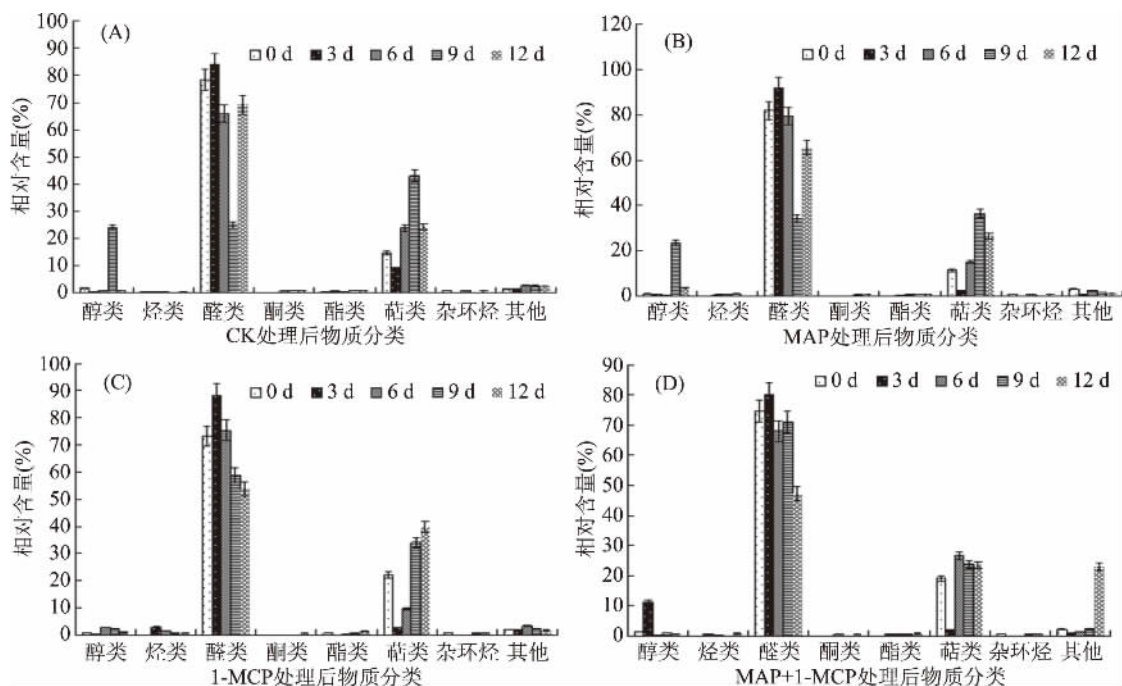 (A)
0 d 3 d 6 d 9 d 12 d
相对含量(%)
100
90
80
70
60
50
40
30
20
10
0
醇类 烃类 醛类 酮类 酯类 萜类 杂环烃 其他
CK处理后物质分类
(B)
0 d 3 d 6 d 9 d 12 d
相对含量(%)
120
100
80
60
40
20
0
醇类 烃类 醛类 酮类 酯类 萜类 杂环烃 其他
MAP处理后物质分类
(C)
0 d 3 d 6 d 9 d 12 d
相对含量(%)
100
90
80
70
60
50
40
30
20
10
0
醇类 烃类 醛类 酮类 酯类 萜类 杂环烃 其他
1-MCP处理后物质分类
(D)
0 d 3 d 6 d 9 d 12 d
相对含量(%)
90
80
70
60
50
40
30
20
10
0
醇类 烃类 醛类 酮类 酯类 萜类 杂环烃 其他
MAP+1-MCP处理后物质分类